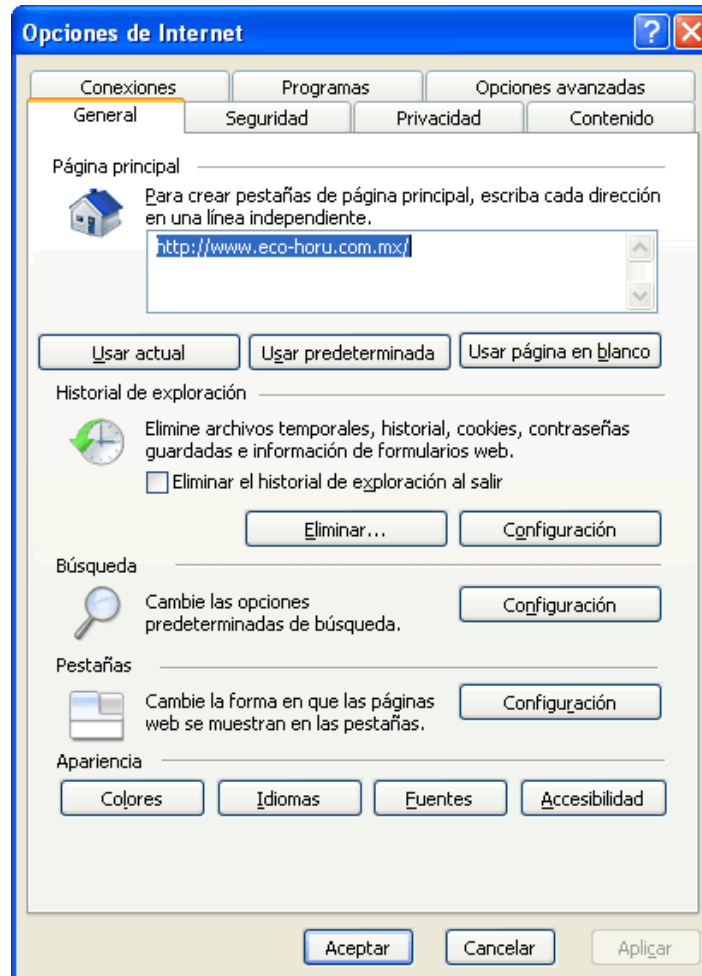 Opciones de Internet
Conexiones Programas Opciones avanzadas
General Seguridad Privacidad Contenido
Página principal
Para crear pestañas de página principal, escriba cada dirección
en una línea independiente.
http://www.eco-horu.com.mx/
Usar actual Usar predeterminada Usar página en blanco
Historial de exploración
Elimine archivos temporales, historial, cookies, contraseñas
guardadas e información de formularios web.
Eliminar el historial de exploración al salir
Eliminar... Configuración
Búsqueda
Cambie las opciones
predeterminadas de búsqueda.
Configuración
Pestañas
Cambie la forma en que las páginas
web se muestran en las pestañas.
Configuración
Apariencia
Colores Idiomas Fuentes Accesibilidad
Aceptar Cancelar Aplicar